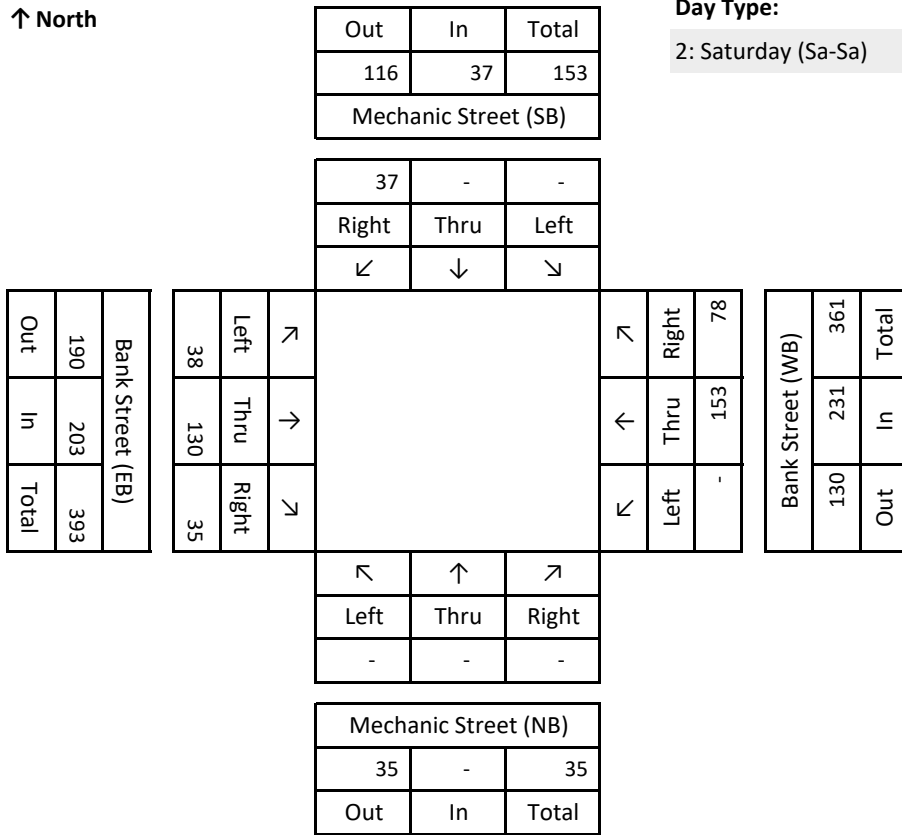 ↑ North
Day Type:
2: Saturday (Sa-Sa)
Out In Total
116 37 153
Mechanic Street (SB)
37 - -
Right Thru Left
↙ ↓ ↘
Out In Total
190 203 393
Bank Street (EB)
38 130 35
Left Thru Right
↗ → ↘
↗ ← ↙
Right Thru Left
78 153 -
Bank Street (WB)
361 231 130
Total In Out
↖ ↑ ↗
Left Thru Right
- - -
Mechanic Street (NB)
35 - 35
Out In Total